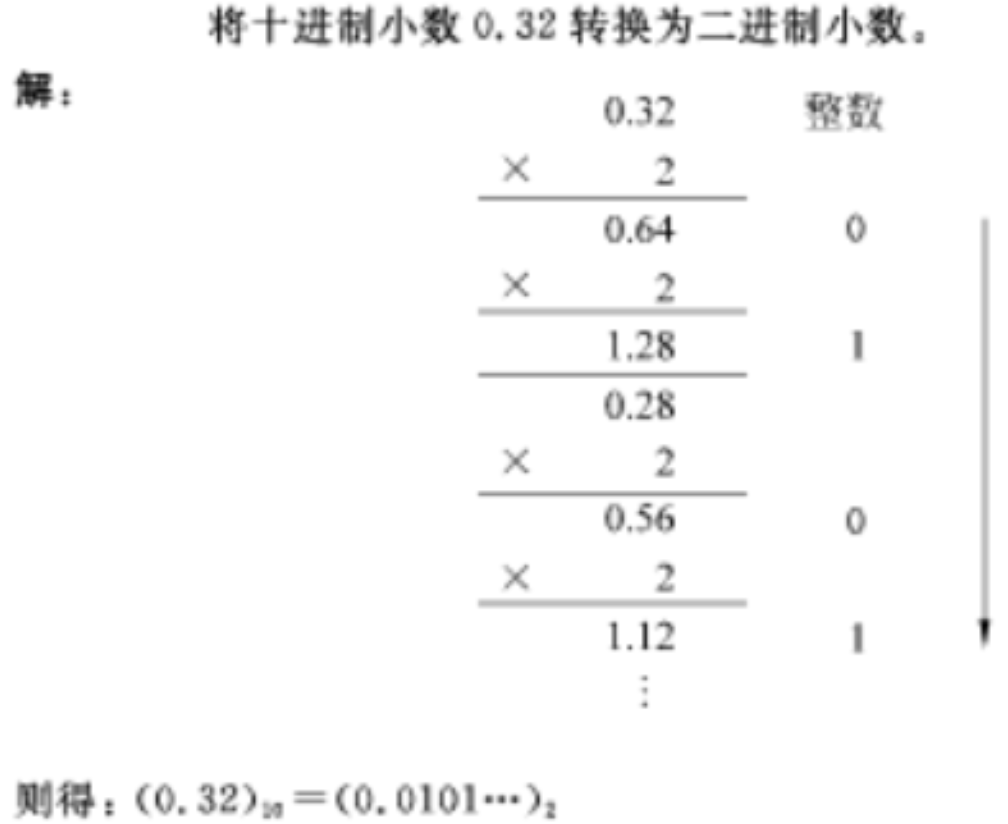 将十进制小数 0.32 转换为二进制小数。
解：
0.32 整数
× 2
0.64 0
× 2
1.28 1
0.28
× 2
0.56 0
× 2
1.12 1
⋮
则得：(0.32)₁₀＝(0.0101…)₂